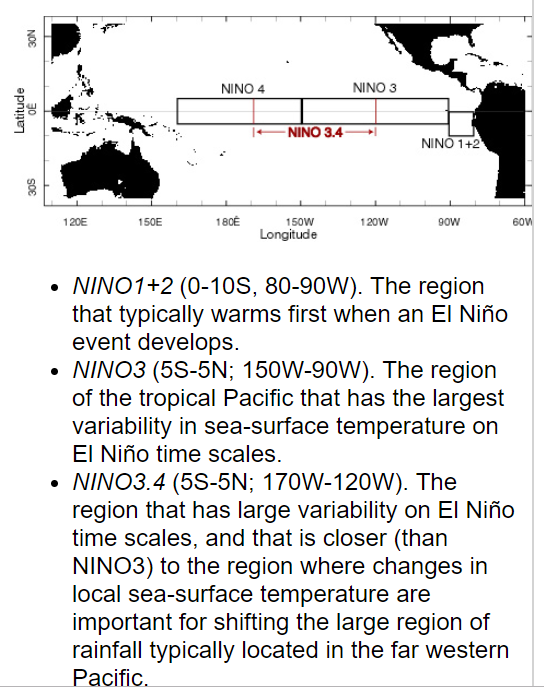 30N
NINO 4 NINO 3
Latitude
0E
NINO 3.4
NINO 1+2
30S
120E 150E 180E 150W 120W 90W 60W
Longitude
• NINO1+2 (0-10S, 80-90W). The region
that typically warms first when an El Niño
event develops.
• NINO3 (5S-5N; 150W-90W). The region
of the tropical Pacific that has the largest
variability in sea-surface temperature on
El Niño time scales.
• NINO3.4 (5S-5N; 170W-120W). The
region that has large variability on El Niño
time scales, and that is closer (than
NINO3) to the region where changes in
local sea-surface temperature are
important for shifting the large region of
rainfall typically located in the far western
Pacific.